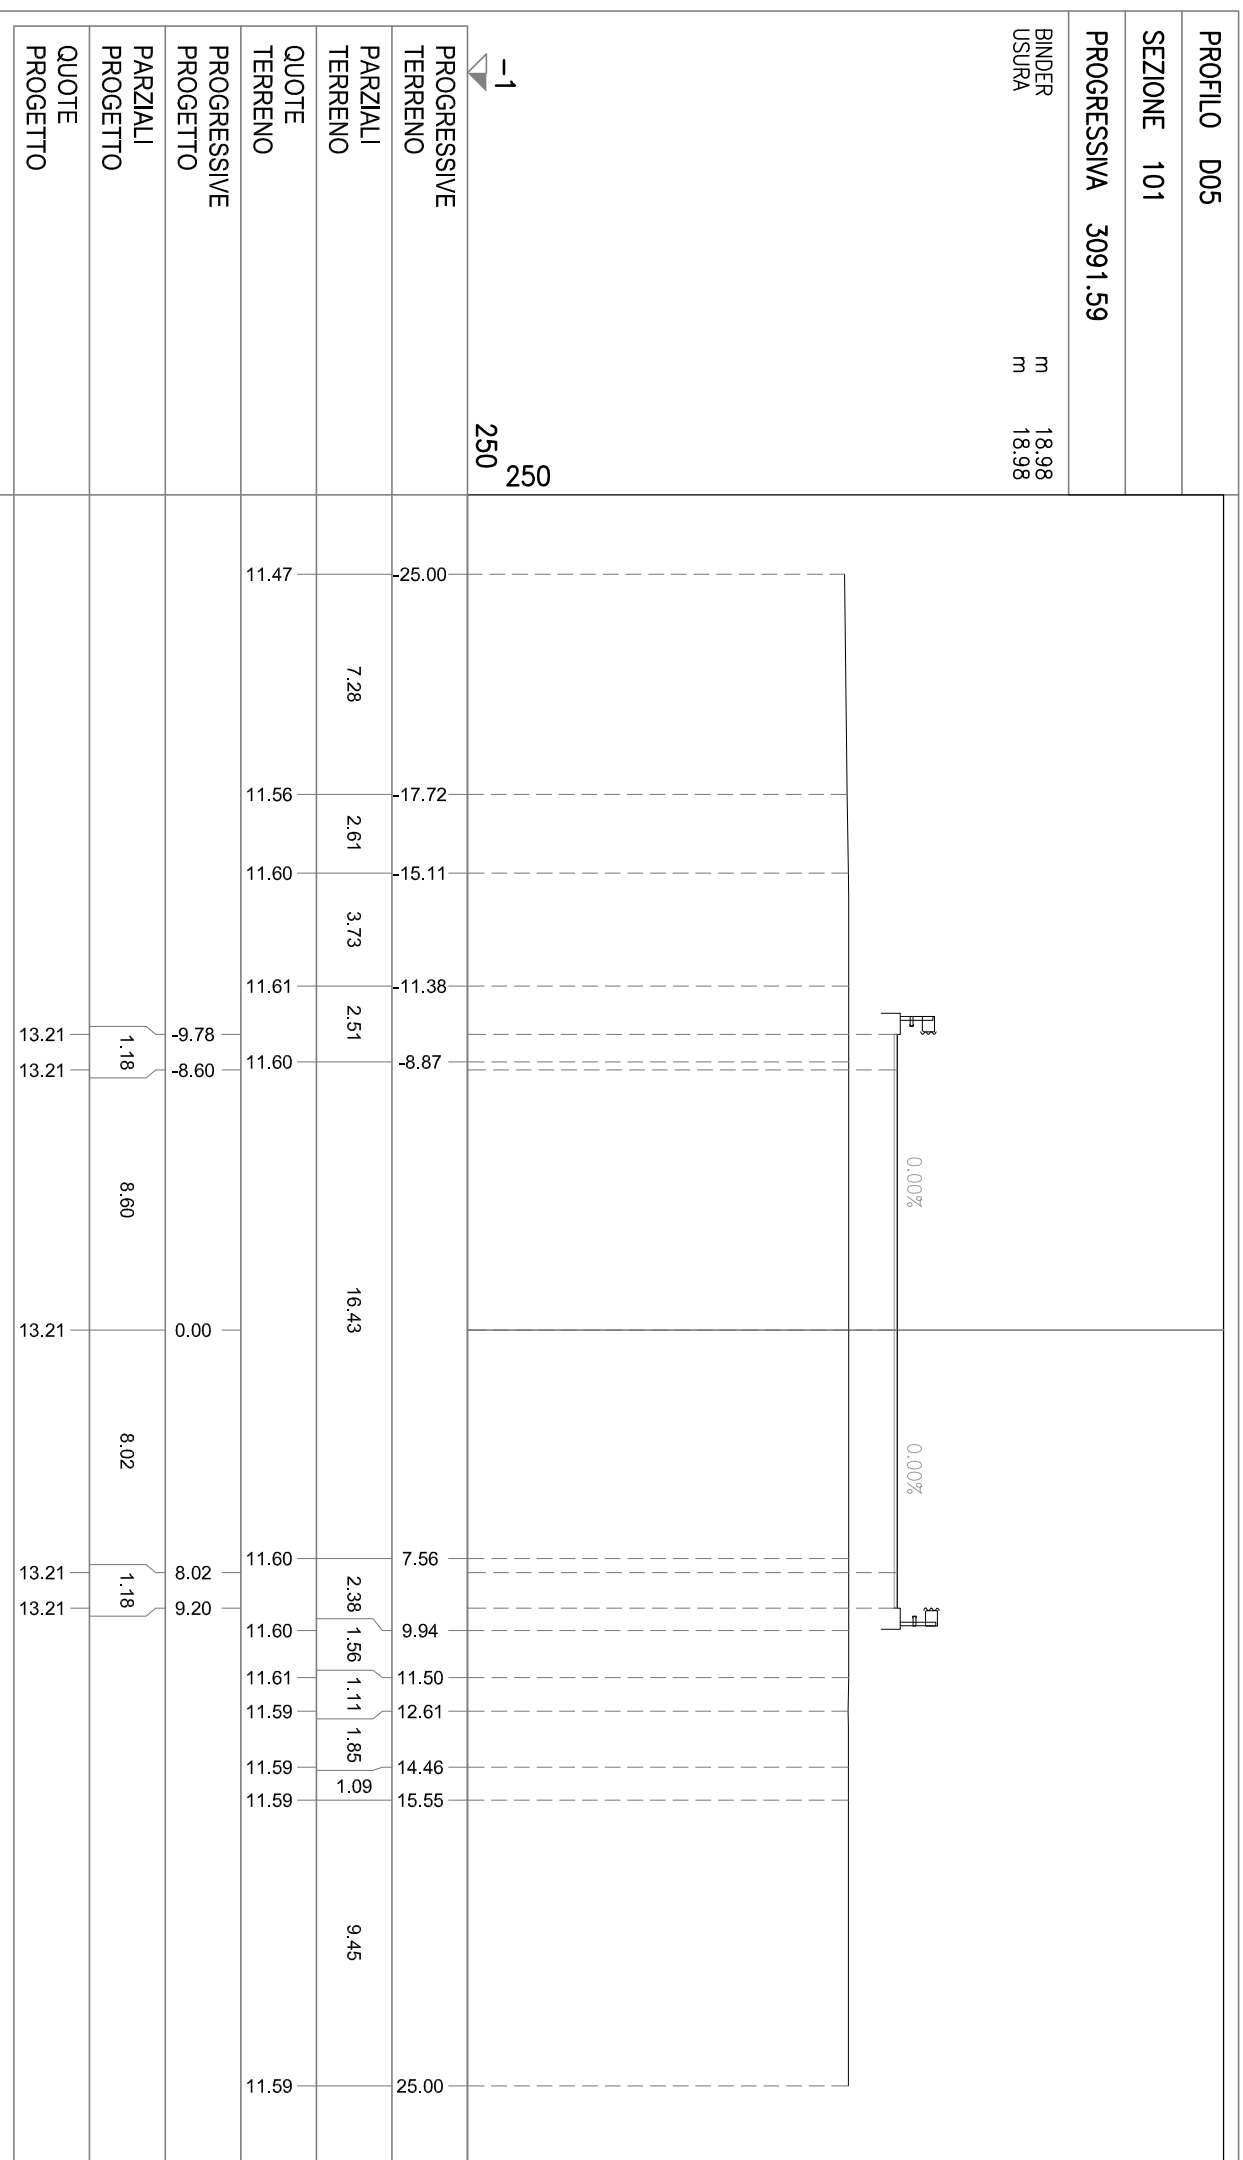 PROFILO D05
SEZIONE 101
PROGRESSIVA 3091.59
BINDER m 18.98
USURA m 18.98
0.00% 0.00%
250
250
-1
PROGRESSIVE
TERRENO
-25.00 -17.72 -15.11 -11.38 -8.87 7.56 9.94 11.50 12.61 14.46 15.55 25.00
PARZIALI
TERRENO
7.28 2.61 3.73 2.51 16.43 2.38 1.56 1.11 1.85 1.09 9.45
QUOTE
TERRENO
11.47 11.56 11.60 11.61 11.60 11.60 11.60 11.61 11.59 11.59 11.59 11.59
PROGRESSIVE
PROGETTO
-9.78 -8.60 0.00 8.02 9.20
PARZIALI
PROGETTO
1.18 8.60 8.02 1.18
QUOTE
PROGETTO
13.21 13.21 13.21 13.21 13.21